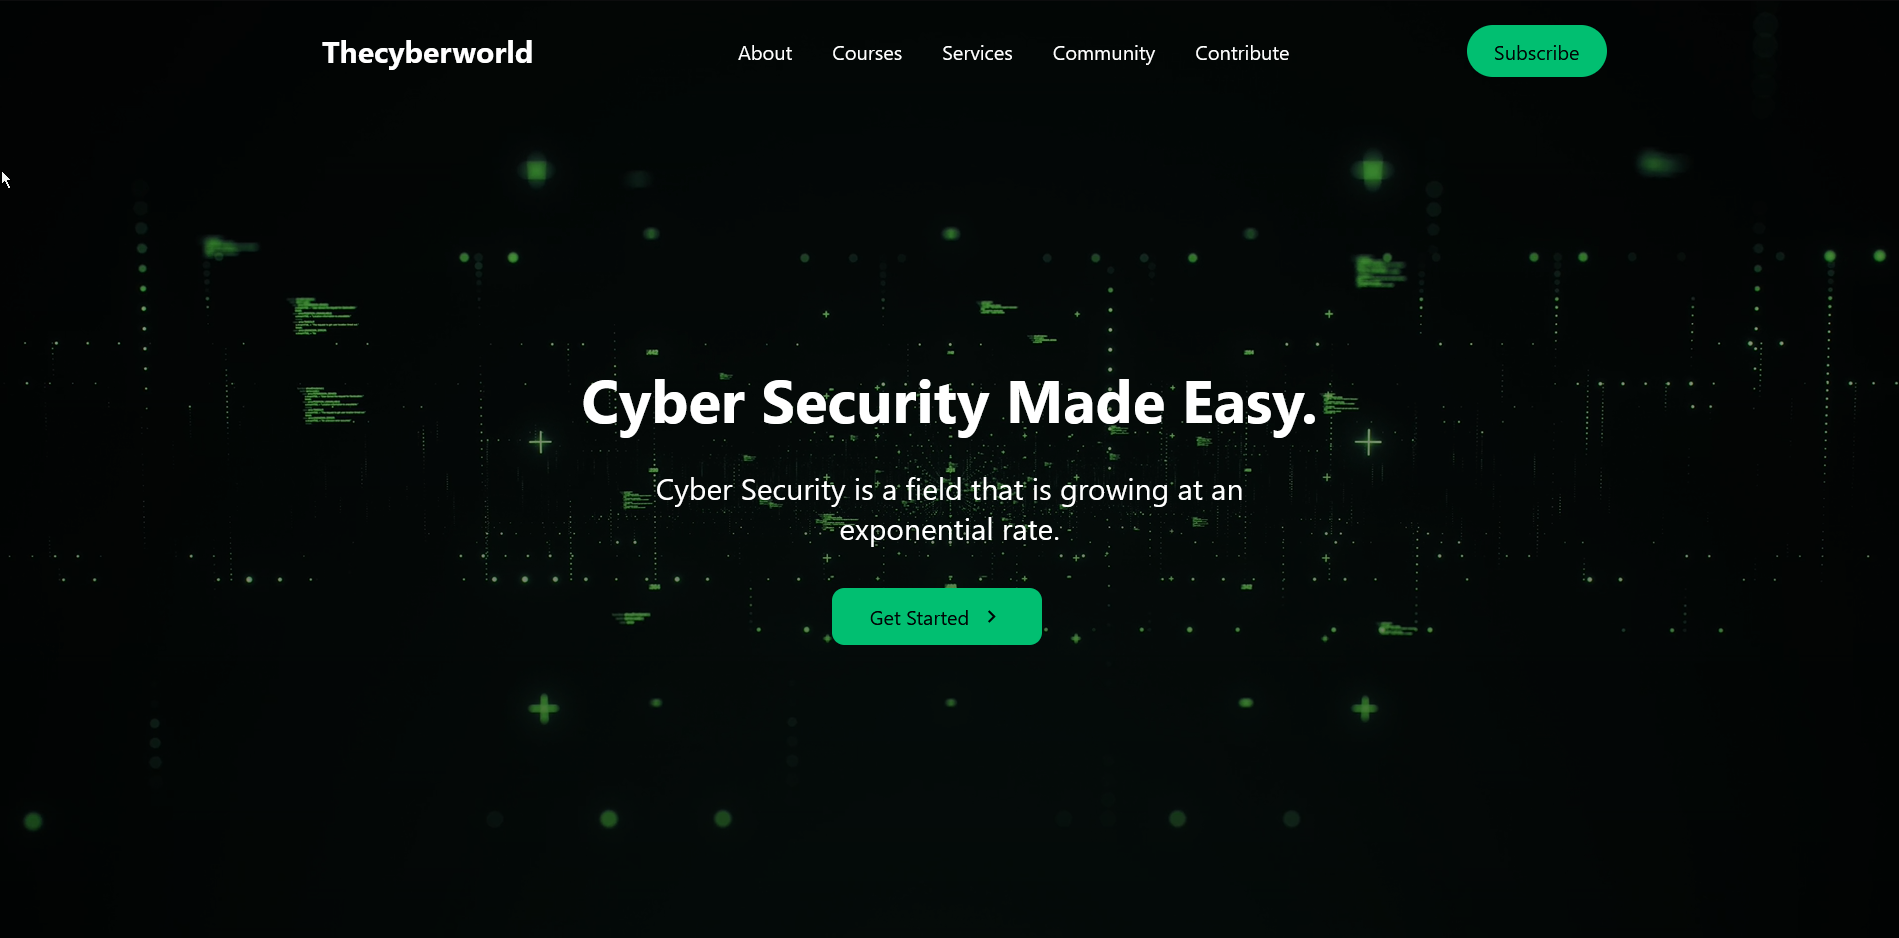 Thecyberworld
About
Courses
Services
Community
Contribute
Subscribe
Cyber Security Made Easy.
Cyber Security is a field that is growing at an
exponential rate.
Get Started